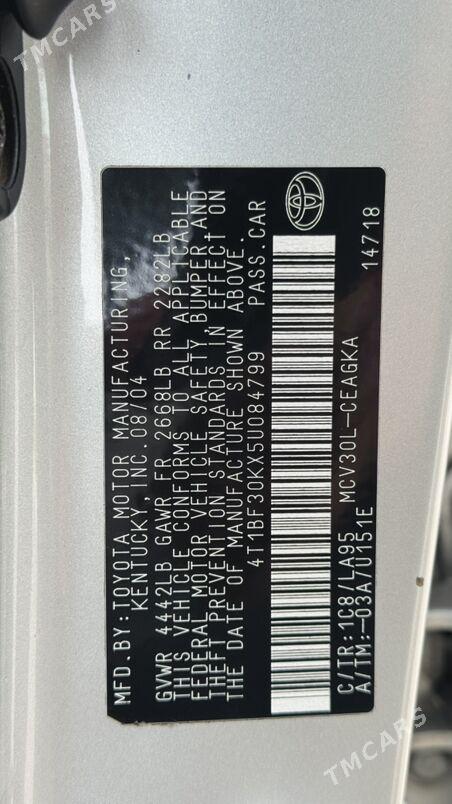 TMCARS
MFD.BY:TOYOTA MOTOR MANUFACTURING,
KENTUCKY, INC. 08/04
GVWR 4442LB GAWR FR 2668LB RR 2282LB
THIS VEHICLE CONFORMS TO ALL APPLICABLE
FEDERAL MOTOR VEHICLE SAFETY, BUMPER, AND
THEFT PREVENTION STANDARDS IN EFFECT ON
THE DATE OF MANUFACTURE SHOWN ABOVE.
4T1BF30KX5U084799 PASS.CAR
C/TR:1C8/LA95 MCV30L-CEAGKA
A/TM:-03A/U151E 14718
TMCARS